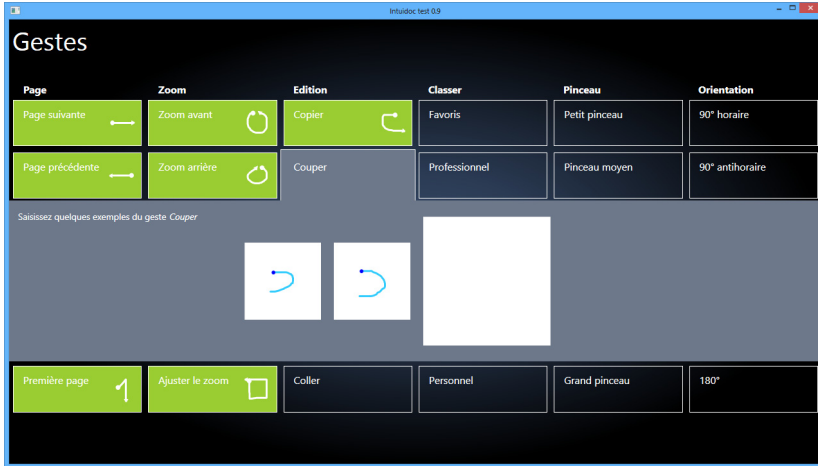 Intuidoc test 0,9
Gestes
Page Zoom Edition Classer Pinceau Orientation
Page suivante Zoom avant Copier Favoris Petit pinceau 90° horaire
Page précédente Zoom arrière Couper Professionnel Pinceau moyen 90° antihoraire
Saisissez quelques exemples du geste Couper
Première page Ajuster le zoom Coller Personnel Grand pinceau 180°